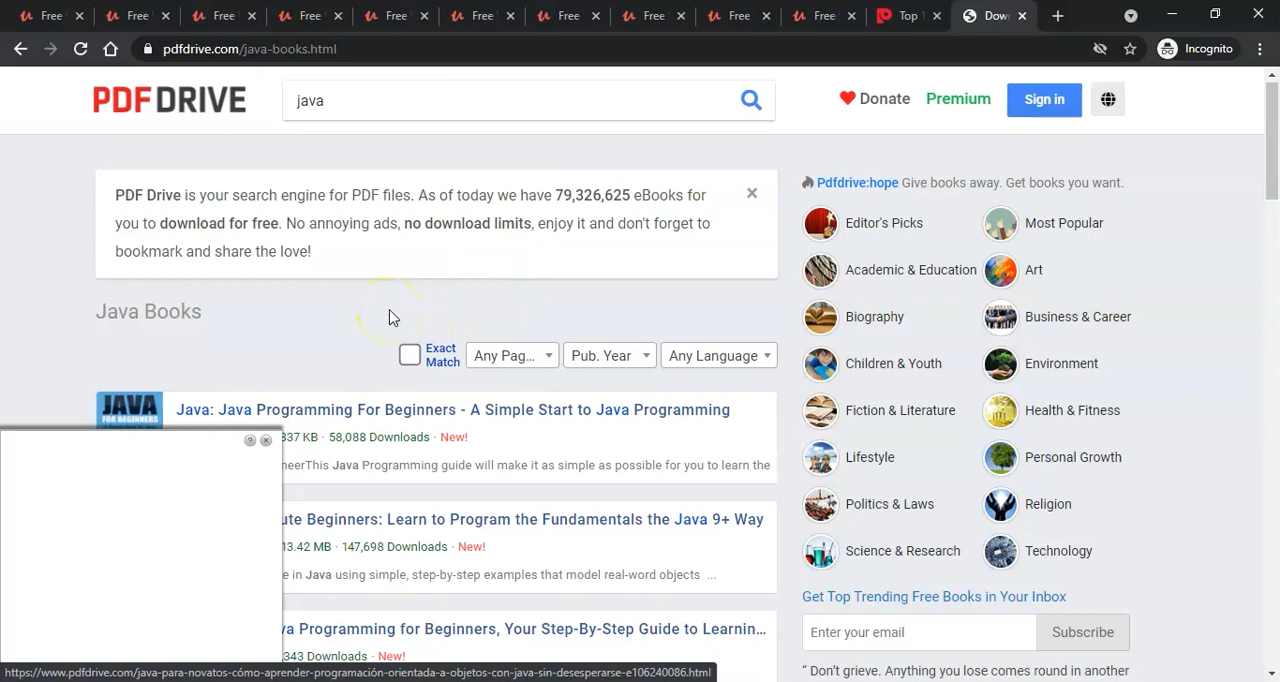 Free
Free
Free
Free
Free
Free
Free
Free
Free
Free
Top
Dow
pdfdrive.com/java-books.html
Incognito
PDF DRIVE
java
Donate
Premium
Sign in
PDF Drive is your search engine for PDF files. As of today we have 79,326,625 eBooks for
you to download for free. No annoying ads, no download limits, enjoy it and don't forget to
bookmark and share the love!
Java Books
Exact
Match
Any Pag...
Pub. Year
Any Language
JAVA
FOR BEGINNERS
Java: Java Programming For Beginners - A Simple Start to Java Programming
337 KB · 58,088 Downloads · New!
neerThis Java Programming guide will make it as simple as possible for you to learn the
ute Beginners: Learn to Program the Fundamentals the Java 9+ Way
13.42 MB · 147,698 Downloads · New!
e in Java using simple, step-by-step examples that model real-word objects ...
va Programming for Beginners, Your Step-By-Step Guide to Learnin...
343 Downloads · New!
Pdfdrive:hope Give books away. Get books you want.
Editor's Picks
Most Popular
Academic & Education
Art
Biography
Business & Career
Children & Youth
Environment
Fiction & Literature
Health & Fitness
Lifestyle
Personal Growth
Politics & Laws
Religion
Science & Research
Technology
Get Top Trending Free Books in Your Inbox
Enter your email
Subscribe
“ Don't grieve. Anything you lose comes round in another
https://www.pdfdrive.com/java-para-novatos-cómo-aprender-programación-orientada-a-objetos-con-java-sin-desesperarse-e106240086.html